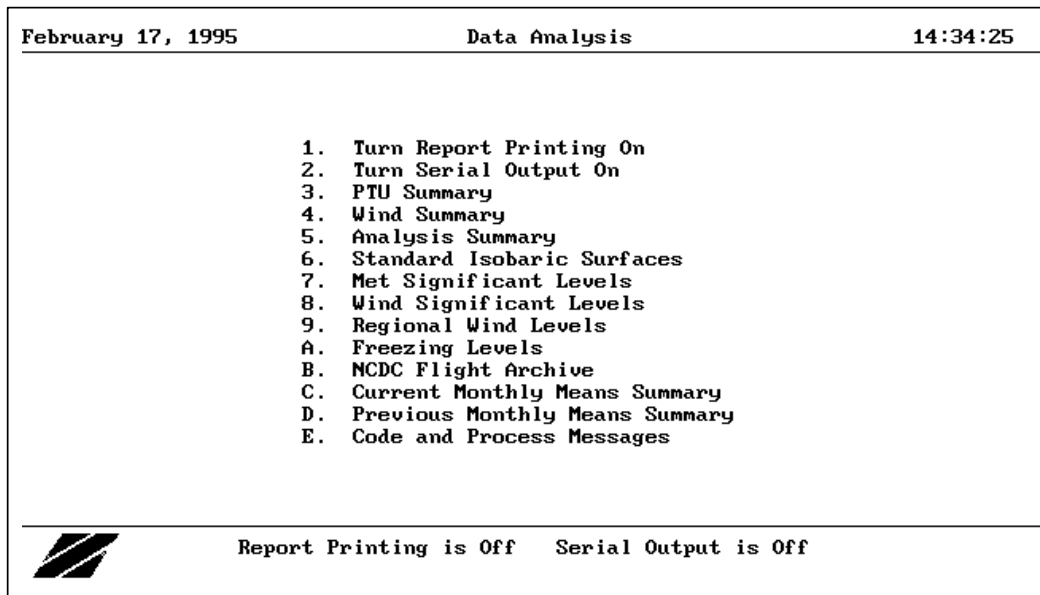 February 17, 1995 Data Analysis 14:34:25
1. Turn Report Printing On
2. Turn Serial Output On
3. PTU Summary
4. Wind Summary
5. Analysis Summary
6. Standard Isobaric Surfaces
7. Met Significant Levels
8. Wind Significant Levels
9. Regional Wind Levels
A. Freezing Levels
B. NCDC Flight Archive
C. Current Monthly Means Summary
D. Previous Monthly Means Summary
E. Code and Process Messages
Report Printing is Off Serial Output is Off